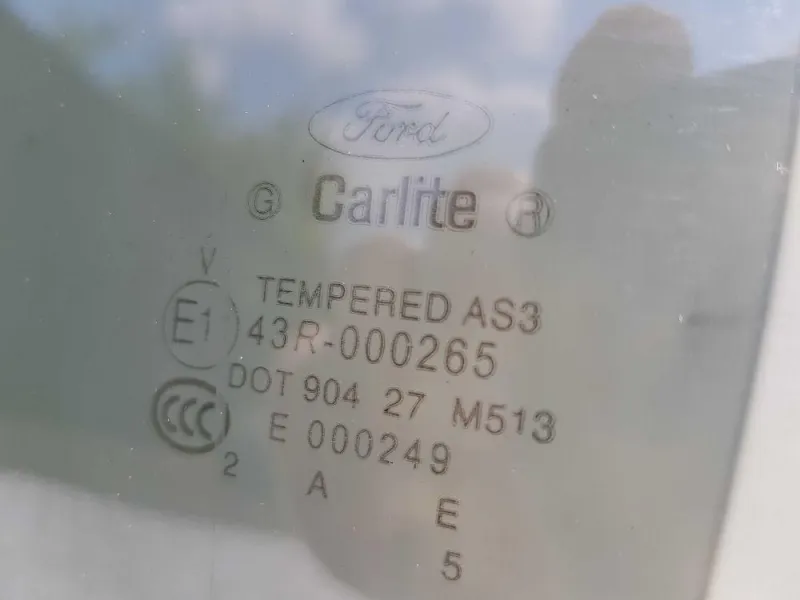 Ford
G Carlite R
V
TEMPERED AS3
E1 43R-000265
DOT 904 27 M513
CCC E 000249
2 A E
5